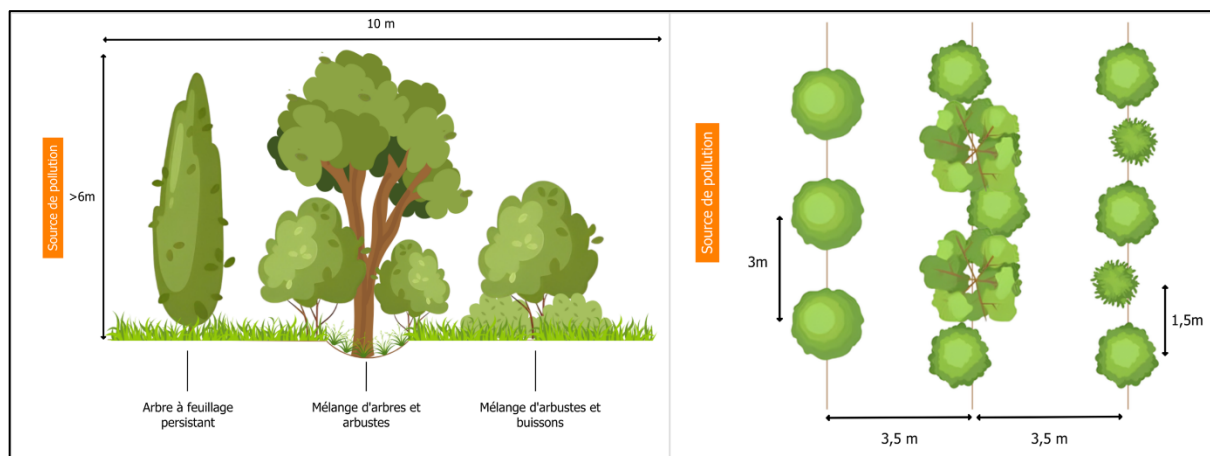 10 m
Source de pollution
>6m
Arbre à feuillage
persistant
Mélange d'arbres et
arbustes
Mélange d'arbustes et
buissons
Source de pollution
3m
1,5m
3,5 m
3,5 m